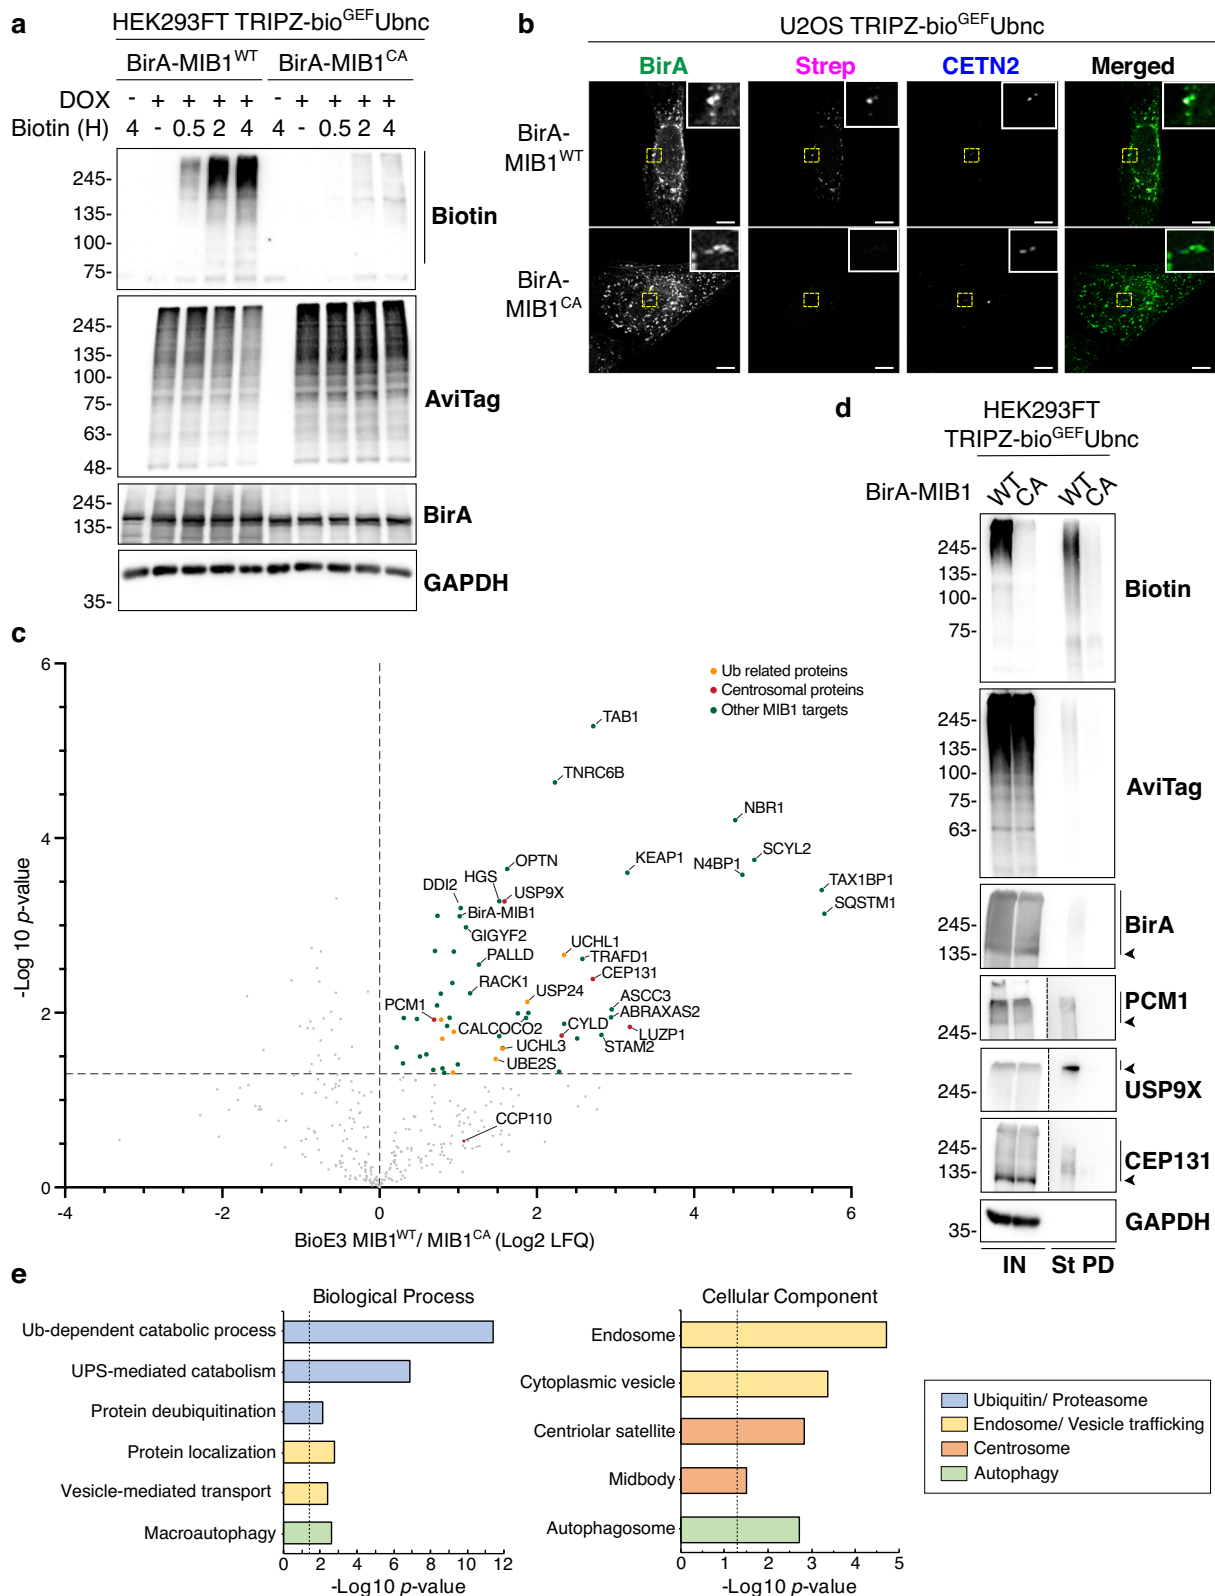 a
HEK293FT TRIPZ-bioGEFUbnc
BirA-MIB1WT BirA-MIB1CA
DOX - + + + + - + + + +
Biotin (H) 4 - 0.5 2 4 4 - 0.5 2 4
245-
135-
100-
75-
Biotin
245-
135-
100-
75-
63-
48-
AviTag
245-
135-
BirA
35-
GAPDH
b
U2OS TRIPZ-bioGEFUbnc
BirA Strep CETN2 Merged
BirA-
MIB1WT
BirA-
MIB1CA
c
6
4
2
0
-Log 10 p-value
-4 -2 0 2 4 6
BioE3 MIB1WT/ MIB1CA (Log2 LFQ)
Ub related proteins
Centrosomal proteins
Other MIB1 targets
TAB1
TNRC6B
NBR1
SCYL2
KEAP1
N4BP1
TAX1BP1
SQSTM1
OPTN
HGS
USP9X
DDI2
BirA-MIB1
GIGYF2
PALLD
UCHL1
TRAFD1
RACK1
CEP131
USP24
PCM1
ASCC3
ABRAXAS2
CALCOCO2
CYLD
LUZP1
UCHL3
STAM2
UBE2S
CCP110
d
HEK293FT
TRIPZ-bioGEFUbnc
BirA-MIB1 WT CA WT CA
245-
135-
100-
75-
Biotin
245-
135-
100-
75-
63-
AviTag
245-
135-
BirA
245-
PCM1
245-
USP9X
245-
135-
CEP131
35-
GAPDH
IN St PD
e
Biological Process
Ub-dependent catabolic process
UPS-mediated catabolism
Protein deubiquitination
Protein localization
Vesicle-mediated transport
Macroautophagy
0 2 4 6 8 10 12
-Log10 p-value
Cellular Component
Endosome
Cytoplasmic vesicle
Centriolar satellite
Midbody
Autophagosome
0 1 2 3 4 5
-Log10 p-value
Ubiquitin/ Proteasome
Endosome/ Vesicle trafficking
Centrosome
Autophagy